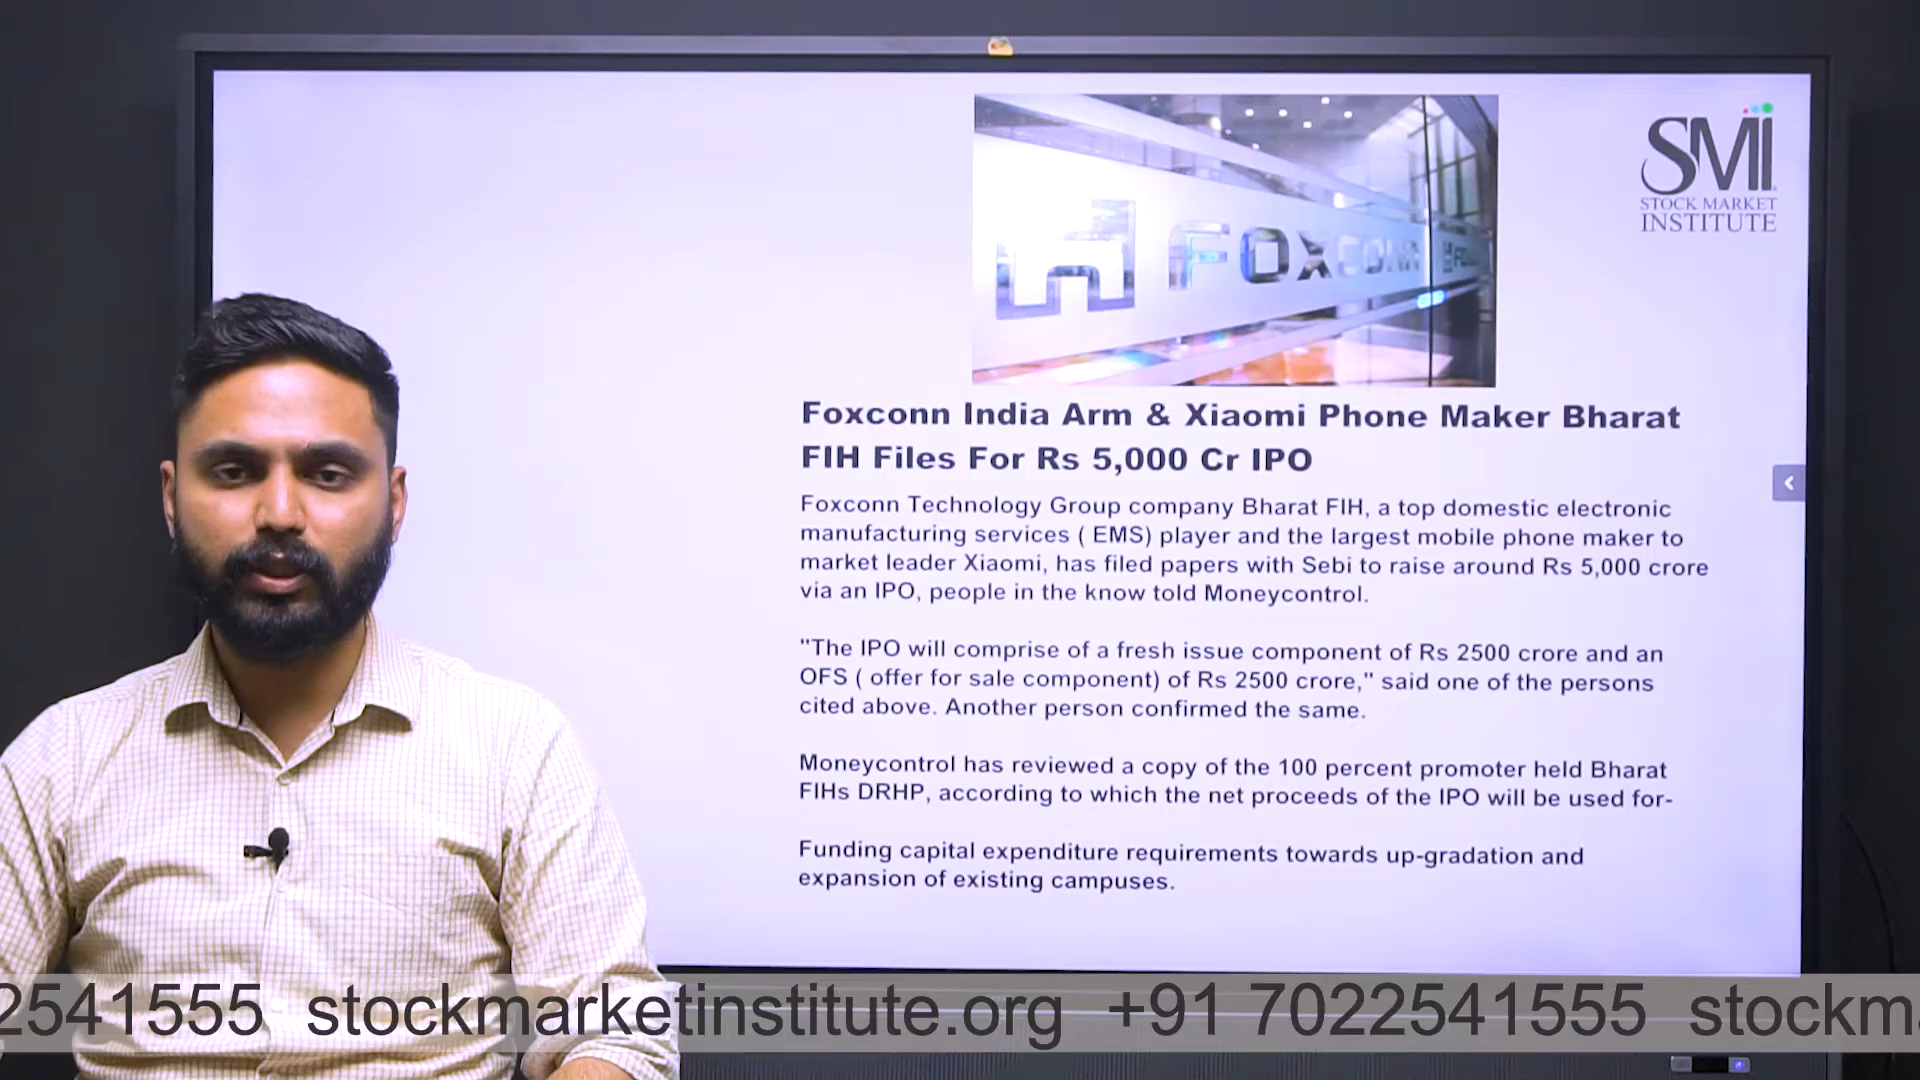 FOXCONN
SMI
STOCK MARKET
INSTITUTE
Foxconn India Arm & Xiaomi Phone Maker Bharat
FIH Files For Rs 5,000 Cr IPO
Foxconn Technology Group company Bharat FIH, a top domestic electronic
manufacturing services ( EMS) player and the largest mobile phone maker to
market leader Xiaomi, has filed papers with Sebi to raise around Rs 5,000 crore
via an IPO, people in the know told Moneycontrol.
"The IPO will comprise of a fresh issue component of Rs 2500 crore and an
OFS ( offer for sale component) of Rs 2500 crore," said one of the persons
cited above. Another person confirmed the same.
Moneycontrol has reviewed a copy of the 100 percent promoter held Bharat
FIHs DRHP, according to which the net proceeds of the IPO will be used for-
Funding capital expenditure requirements towards up-gradation and
expansion of existing campuses.
2541555 stockmarketinstitute.org +91 7022541555 stockm